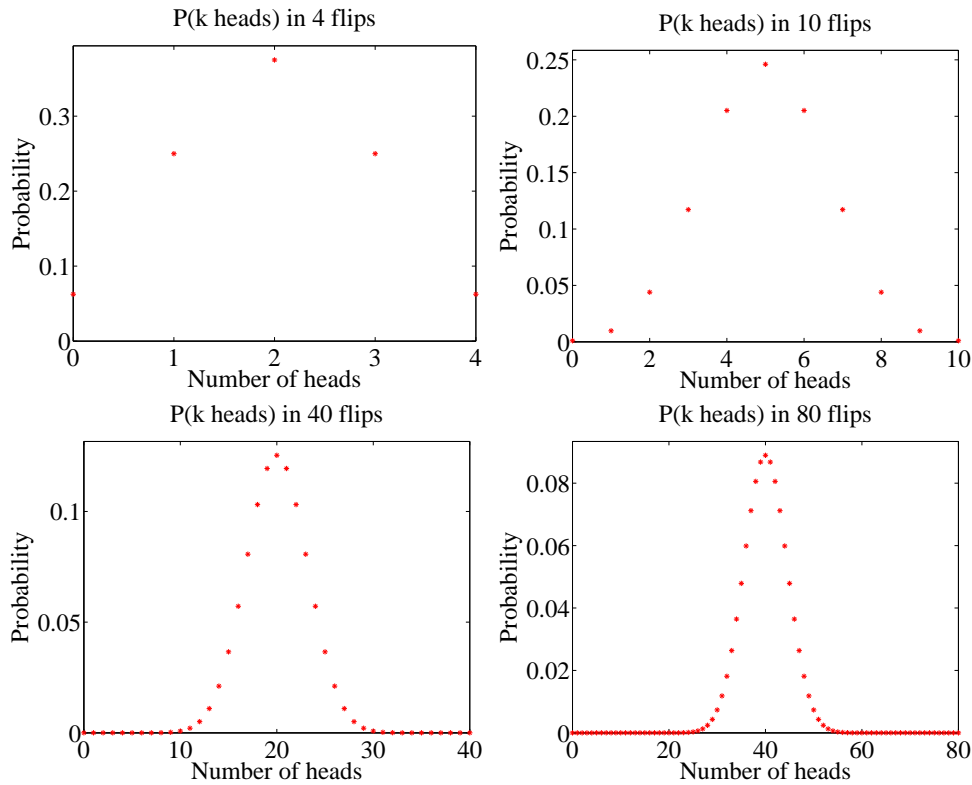 P(k heads) in 4 flips
Probability
0.3
0.2
0.1
0
0 1 2 3 4
Number of heads
P(k heads) in 10 flips
Probability
0.25
0.2
0.15
0.1
0.05
0
0 2 4 6 8 10
Number of heads
P(k heads) in 40 flips
Probability
0.1
0.05
0
0 10 20 30 40
Number of heads
P(k heads) in 80 flips
Probability
0.08
0.06
0.04
0.02
0
0 20 40 60 80
Number of heads